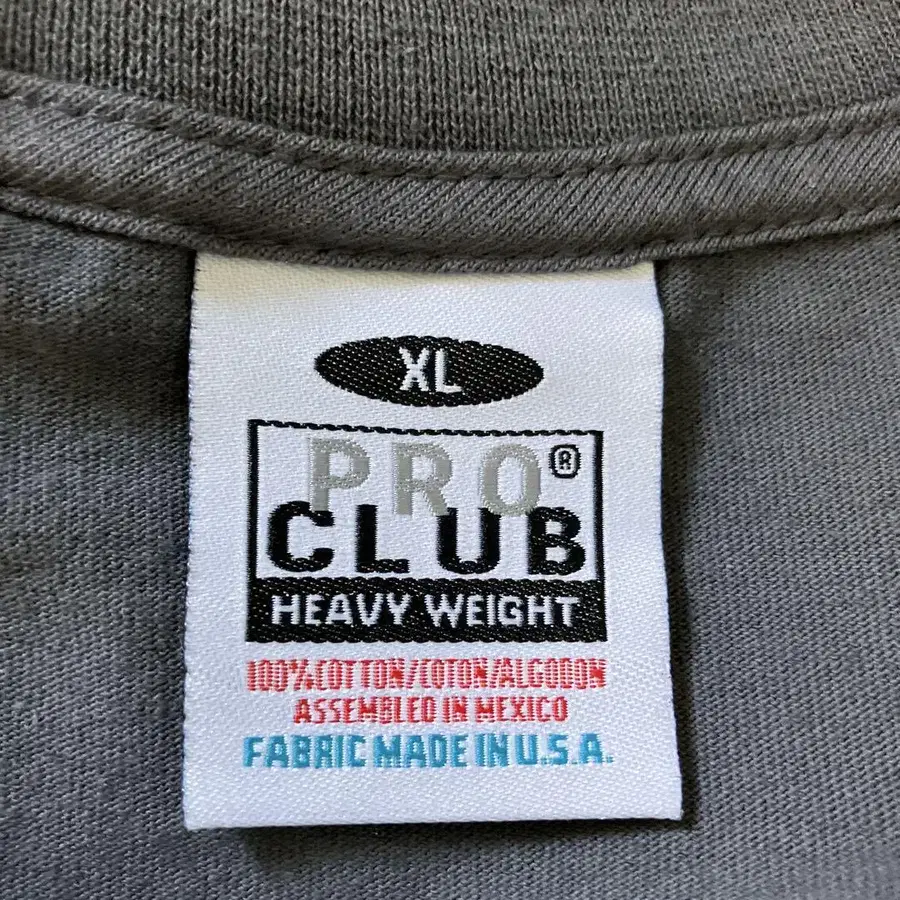 XL
PRO®
CLUB
HEAVY WEIGHT
100%COTTON/COTON/ALGODON
ASSEMBLED IN MEXICO
FABRIC MADE IN U.S.A.